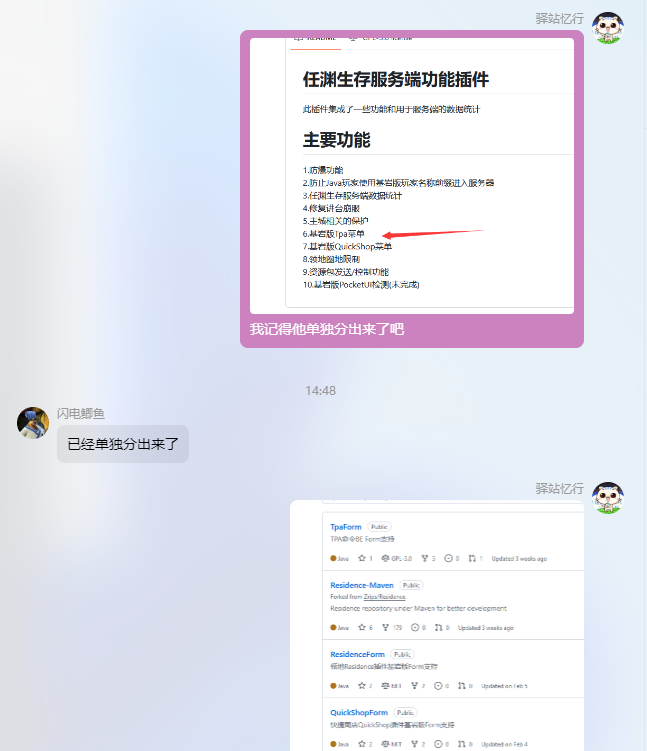 驿站忆行
README
任渊生存服务端功能插件
此插件集成了一些功能和用于服务端的数据统计
主要功能
1.防爆功能
2.防止Java玩家使用基岩版玩家名称前缀进入服务器
3.任渊生存服务端数据统计
4.修复讲台崩服
5.主城相关的保护
6.基岩版Tpa菜单
7.基岩版QuickShop菜单
8.领地圈地限制
9.资源包发送/控制功能
10.基岩版PocketUI检测(未完成)
我记得他单独分出来了吧
14:48
闪电鲫鱼
已经单独分出来了
驿站忆行
TpaForm Public
TPA命令BE Form支持
Java 1 GPL-3.0 3 0 1 Updated 3 weeks ago
Residence-Maven Public
Forked from Zrips/Residence
Residence repository under Maven for better development
Java 6 179 0 0 Updated 3 weeks ago
ResidenceForm Public
领地Residence插件基岩版Form支持
Java 2 MIT 2 0 0 Updated on Feb 5
QuickShopForm Public
快捷商店QuickShop插件基岩版Form支持
Java 2 MIT 2 0 0 Updated on Feb 4